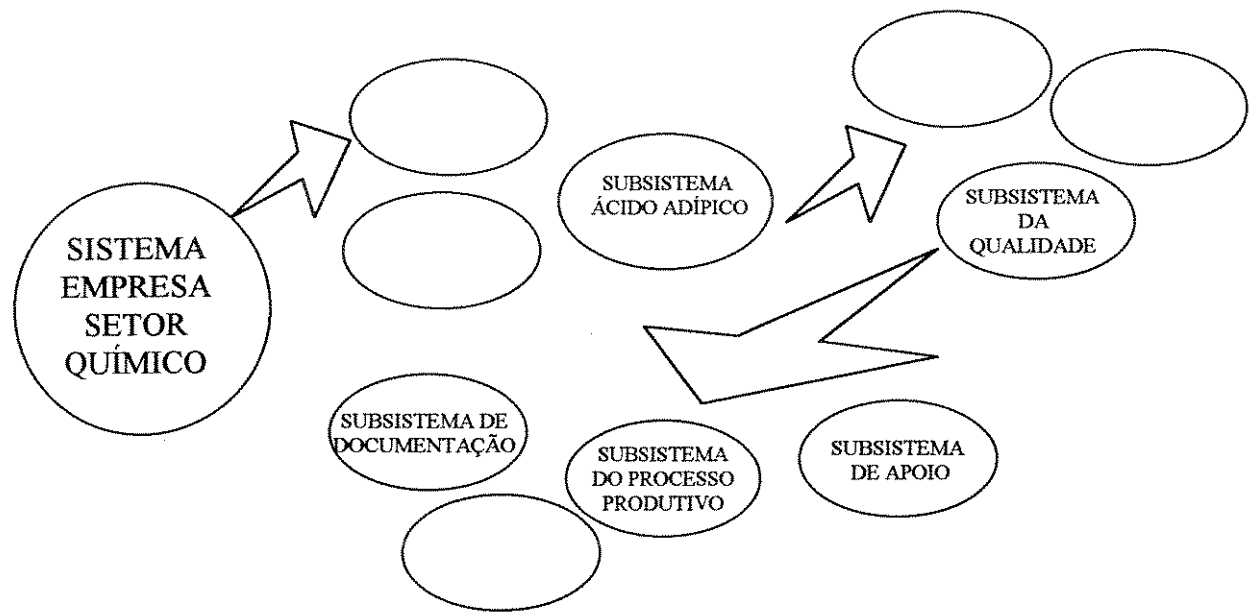 SISTEMA
EMPRESA
SETOR
QUÍMICO
SUBSISTEMA
ÁCIDO ADÍPICO
SUBSISTEMA
DA
QUALIDADE
SUBSISTEMA DE
DOCUMENTAÇÃO
SUBSISTEMA
DO PROCESSO
PRODUTIVO
SUBSISTEMA
DE APOIO